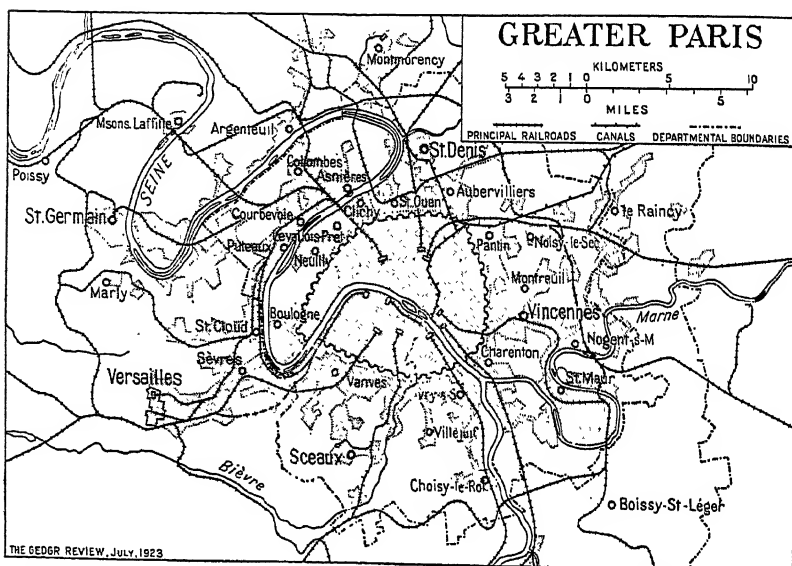 GREATER PARIS
KILOMETERS
5 4 3 2 1 0 5 10
3 2 1 0 5
MILES
PRINCIPAL RAILROADS CANALS DEPARTMENTAL BOUNDARIES
Montmorency
Msons. Laffitte
Argenteuil
St. Denis
Poissy
SEINE
Colombes
Asnières
Aubervilliers
St. Germain
Clichy
St. Ouen
le Raincy
Courbevoie
Levallois-Pret
Puteaux
Neuilly
Pantin
Noisy-le-Sec
Marly
Montreuil
St. Cloud
Boulogne
Vincennes
Marne
Nogent-s-M
Sèvres
Versailles
Vanves
Charenton
St. Maur
Villejuif
Sceaux
Bièvre
Choisy-le-Roi
Boissy-St-Léger
THE GEOGR REVIEW, JULY, 1923